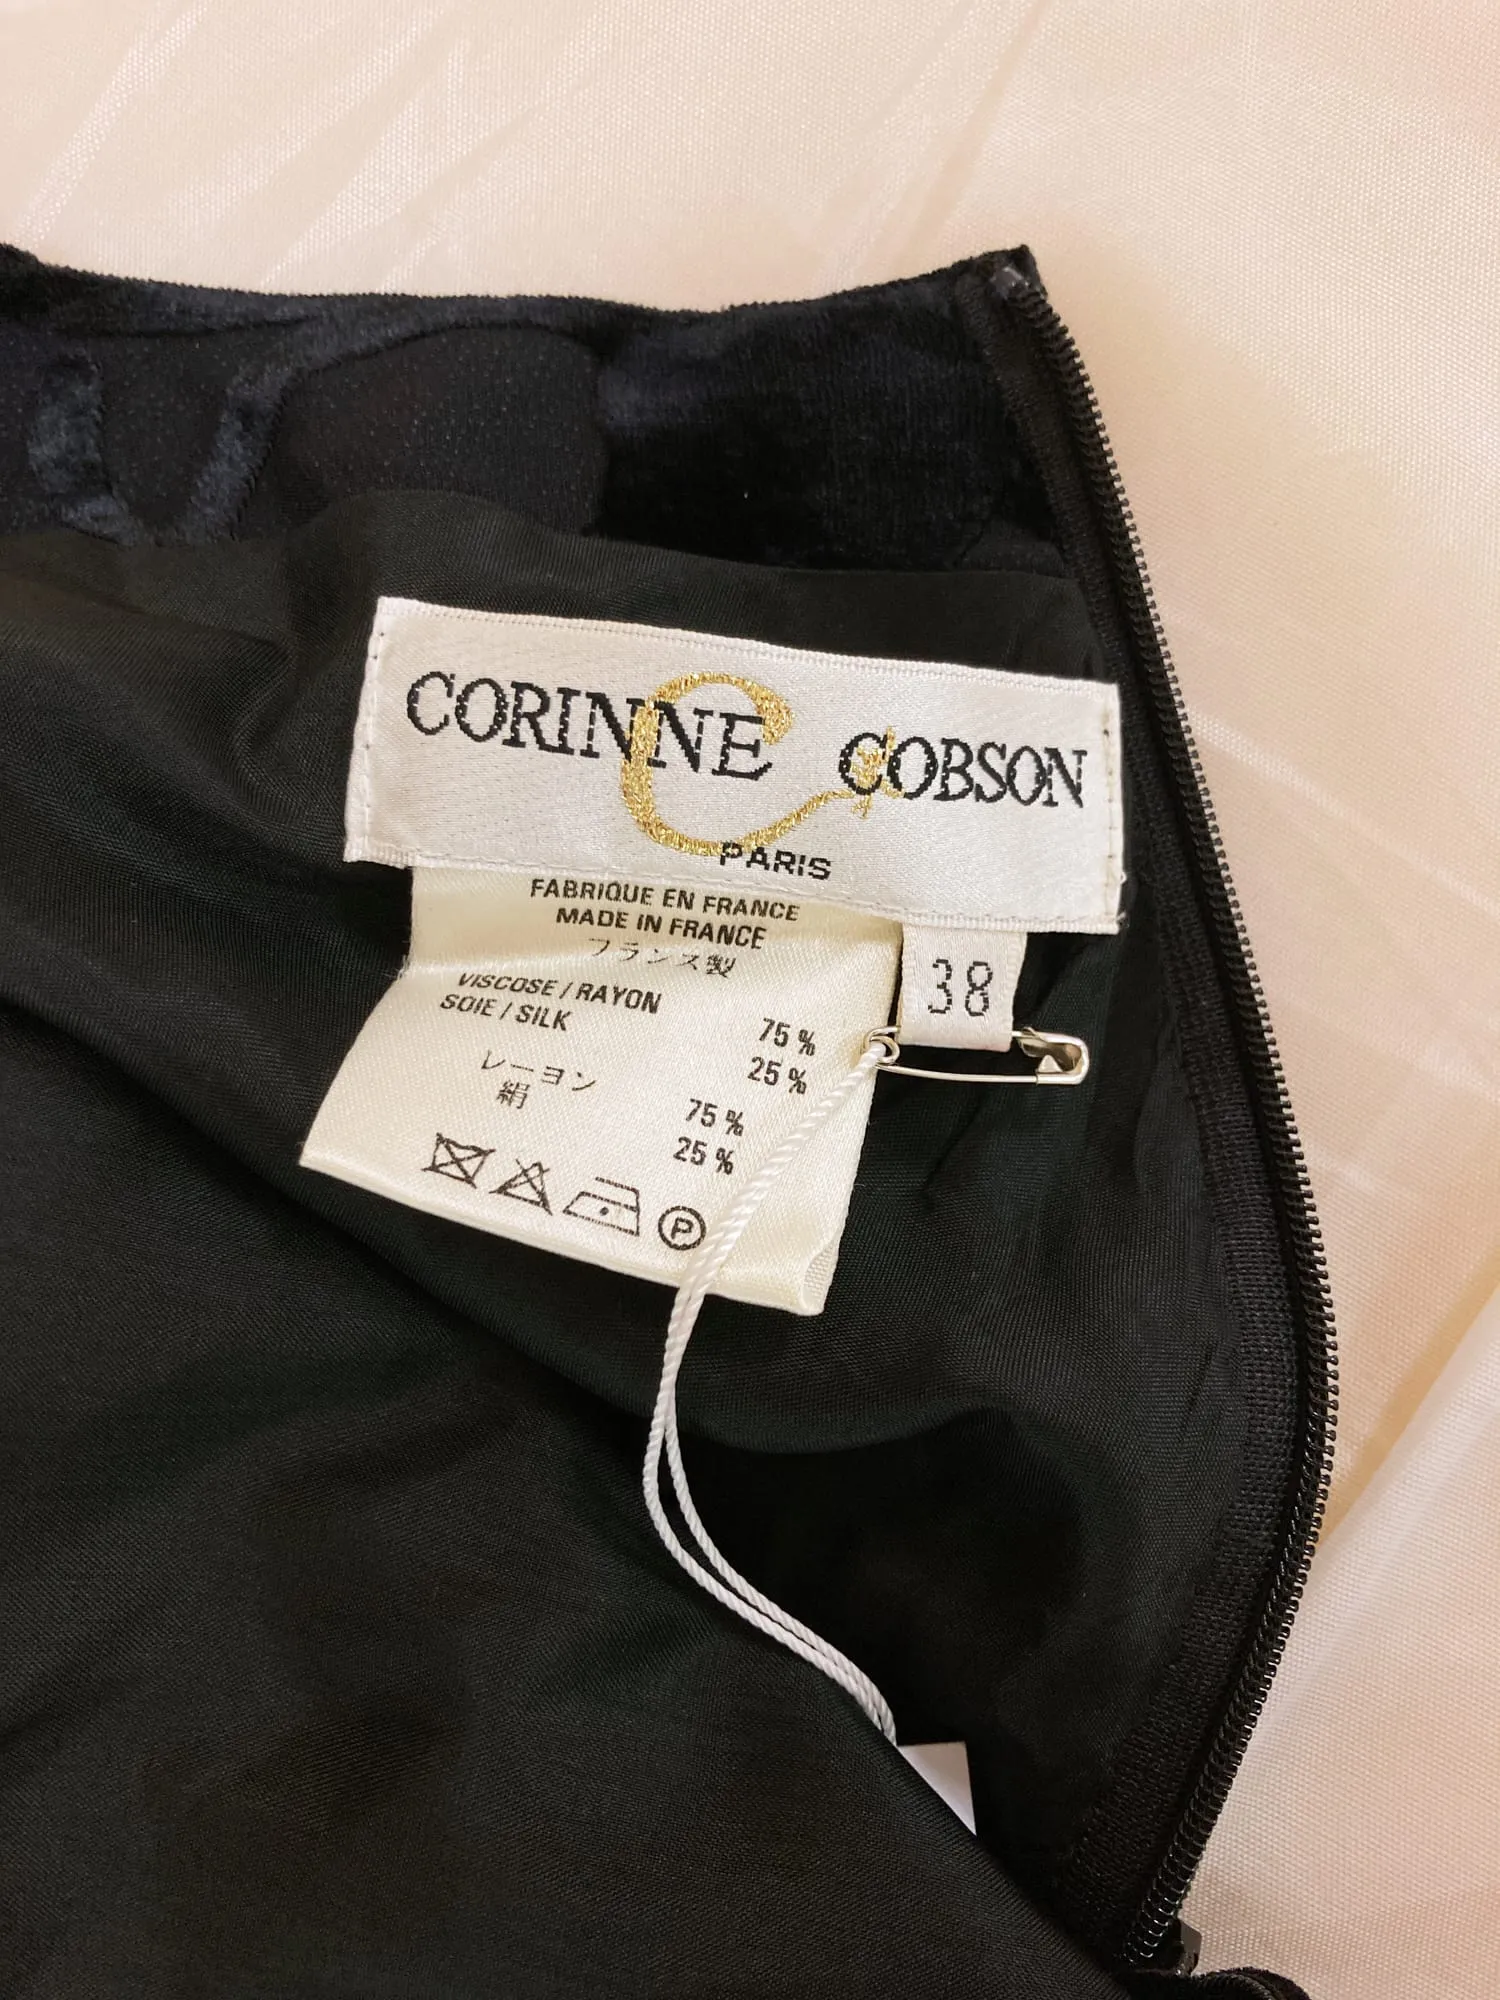 CORINNE COBSON
PARIS
FABRIQUE EN FRANCE
MADE IN FRANCE
フランス製
VISCOSE / RAYON 75 %
SOIE / SILK 25 %
レーヨン 75 %
絹 25 %
P
38